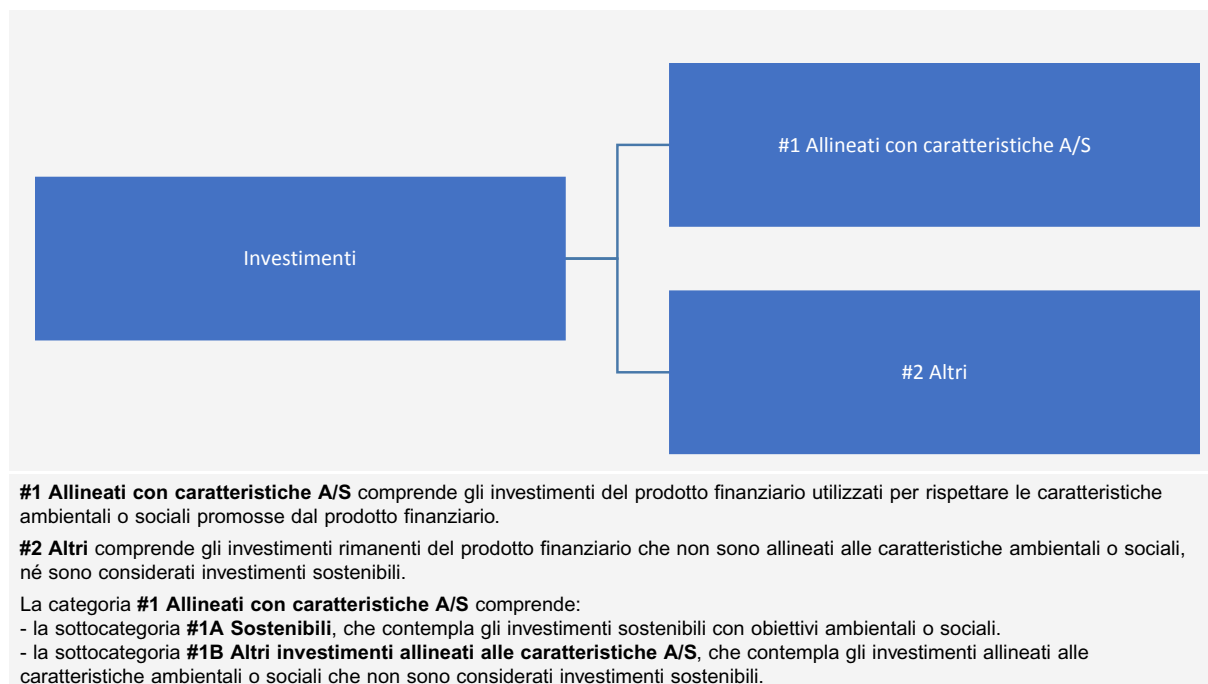 #1 Allineati con caratteristiche A/S
Investimenti
#2 Altri
#1 Allineati con caratteristiche A/S comprende gli investimenti del prodotto finanziario utilizzati per rispettare le caratteristiche
ambientali o sociali promosse dal prodotto finanziario.
#2 Altri comprende gli investimenti rimanenti del prodotto finanziario che non sono allineati alle caratteristiche ambientali o sociali,
né sono considerati investimenti sostenibili.
La categoria #1 Allineati con caratteristiche A/S comprende:
- la sottocategoria #1A Sostenibili, che contempla gli investimenti sostenibili con obiettivi ambientali o sociali.
- la sottocategoria #1B Altri investimenti allineati alle caratteristiche A/S, che contempla gli investimenti allineati alle
caratteristiche ambientali o sociali che non sono considerati investimenti sostenibili.